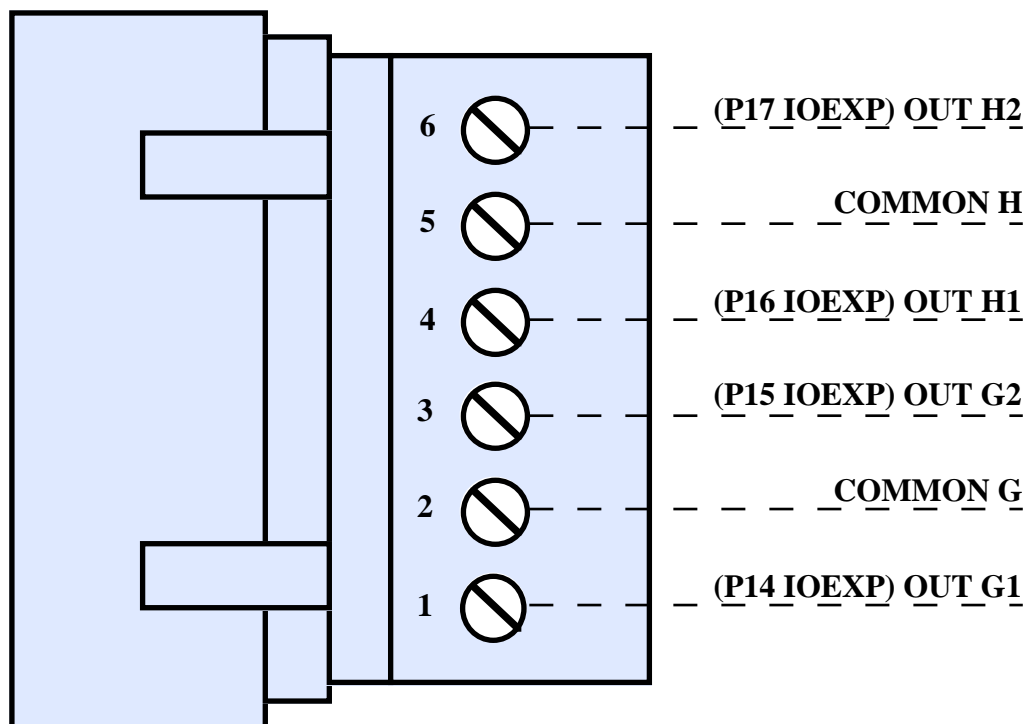 6 (P17 IOEXP) OUT H2
5 COMMON H
4 (P16 IOEXP) OUT H1
3 (P15 IOEXP) OUT G2
2 COMMON G
1 (P14 IOEXP) OUT G1